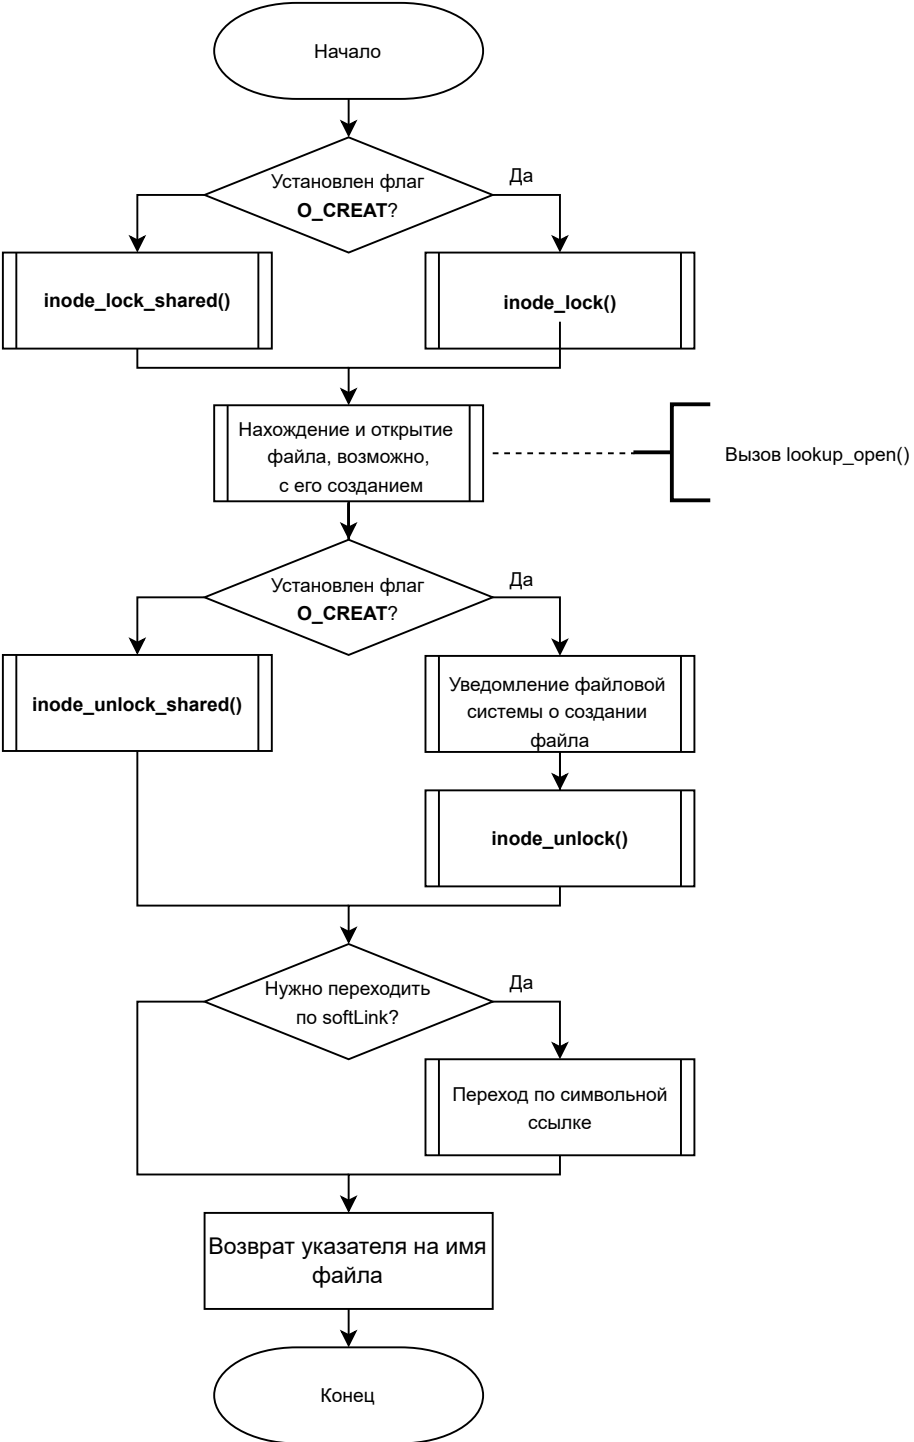 Начало
Установлен флаг
O_CREAT?
Да
inode_lock_shared()
inode_lock()
Нахождение и открытие
файла, возможно,
с его созданием
Вызов lookup_open()
Установлен флаг
O_CREAT?
Да
inode_unlock_shared()
Уведомление файловой
системы о создании
файла
inode_unlock()
Нужно переходить
по softLink?
Да
Переход по символьной
ссылке
Возврат указателя на имя
файла
Конец